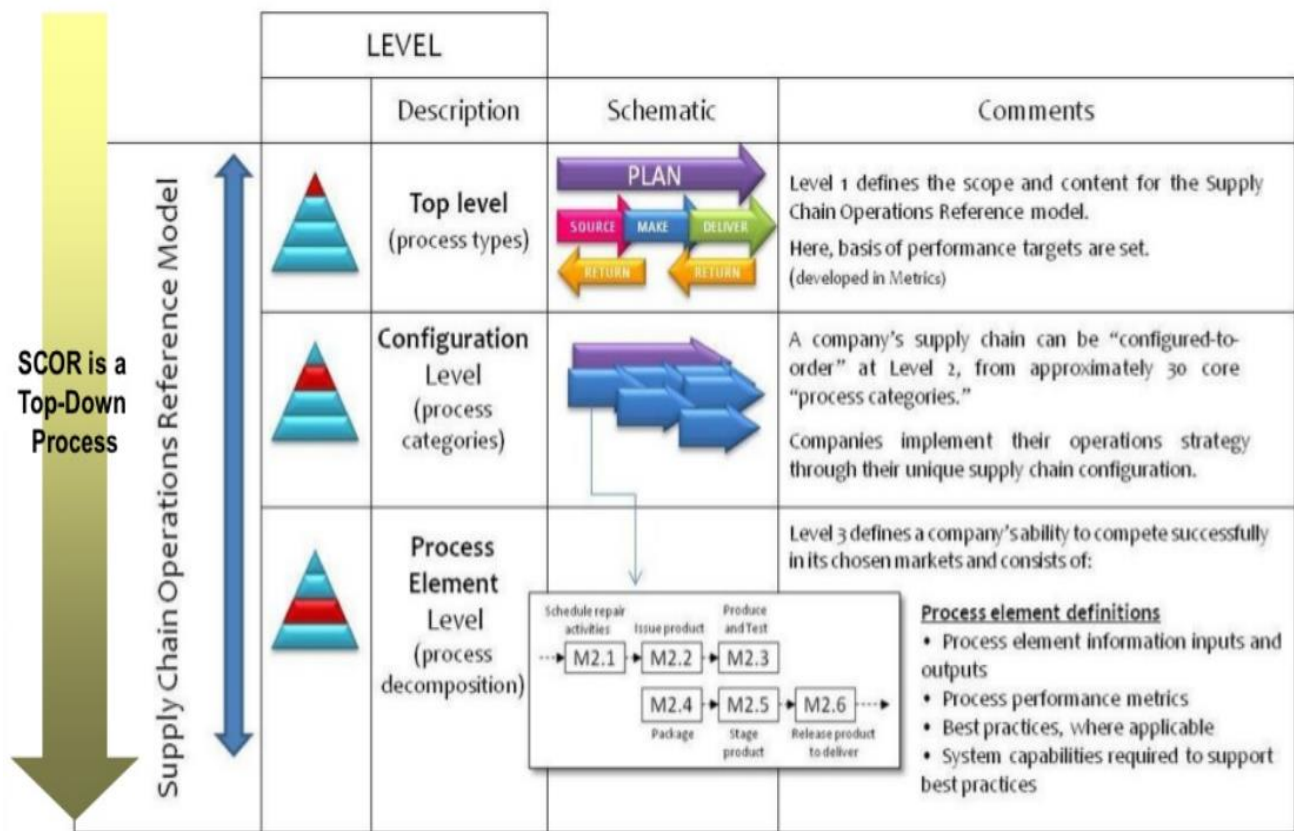 LEVEL
Description
Schematic
Comments
SCOR is a
Top-Down
Process
Supply Chain Operations Reference Model
Top level
(process types)
PLAN
SOURCE
MAKE
DELIVER
RETURN
RETURN
Level 1 defines the scope and content for the Supply
Chain Operations Reference model.
Here, basis of performance targets are set.
(developed in Metrics)
Configuration
Level
(process
categories)
A company's supply chain can be "configured-to-
order" at Level 2, from approximately 30 core
"process categories."
Companies implement their operations strategy
through their unique supply chain configuration.
Process
Element
Level
(process
decomposition)
Schedule repair
activities
Issue product
Produce
and Test
M2.1
M2.2
M2.3
M2.4
M2.5
M2.6
Package
Stage
product
Release product
to deliver
Level 3 defines a company's ability to compete successfully
in its chosen markets and consists of:
Process element definitions
• Process element information inputs and
outputs
• Process performance metrics
• Best practices, where applicable
• System capabilities required to support
best practices